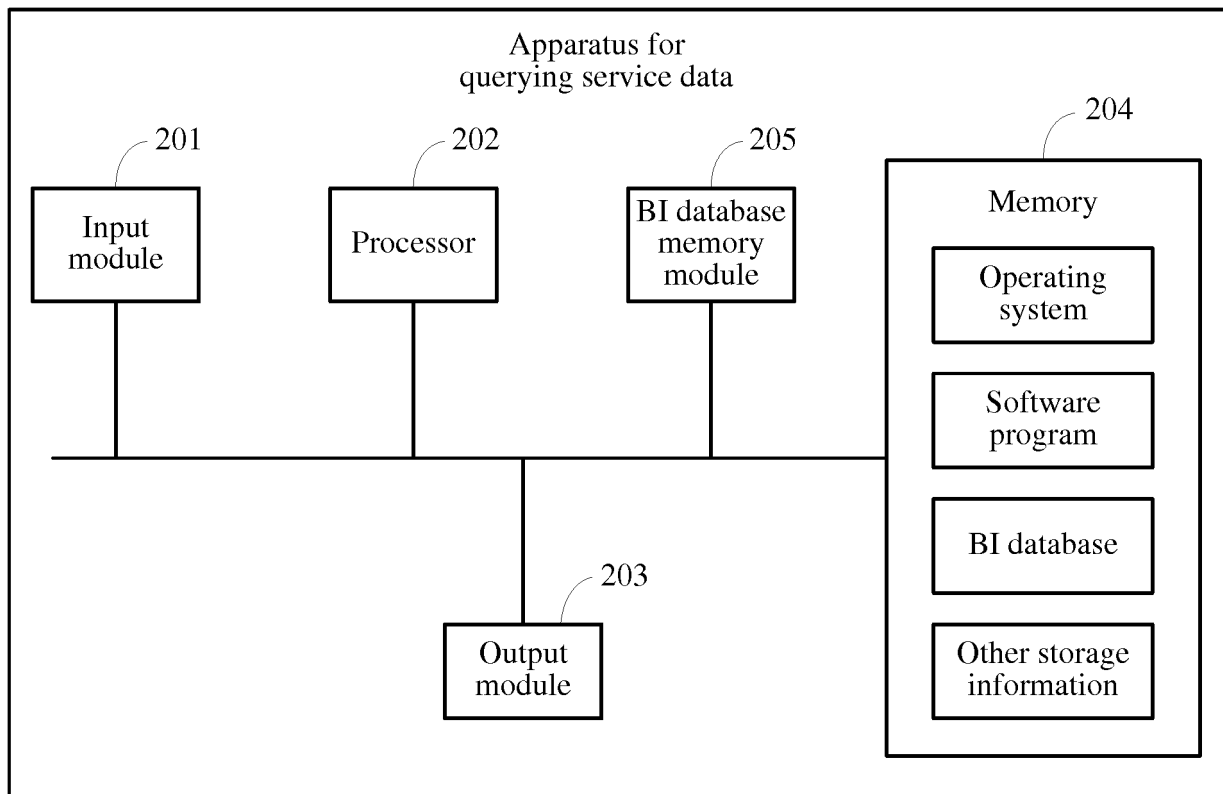 Apparatus for
querying service data
201
202
205
204
Input
module
Processor
BI database
memory
module
Memory
Operating
system
Software
program
BI database
Other storage
information
203
Output
module